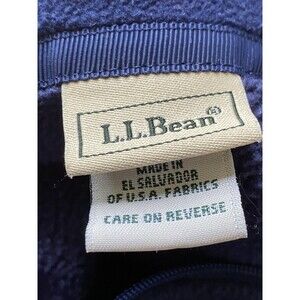 L.L.Bean®
MADE IN
EL SALVADOR
OF U.S.A. FABRICS
CARE ON REVERSE